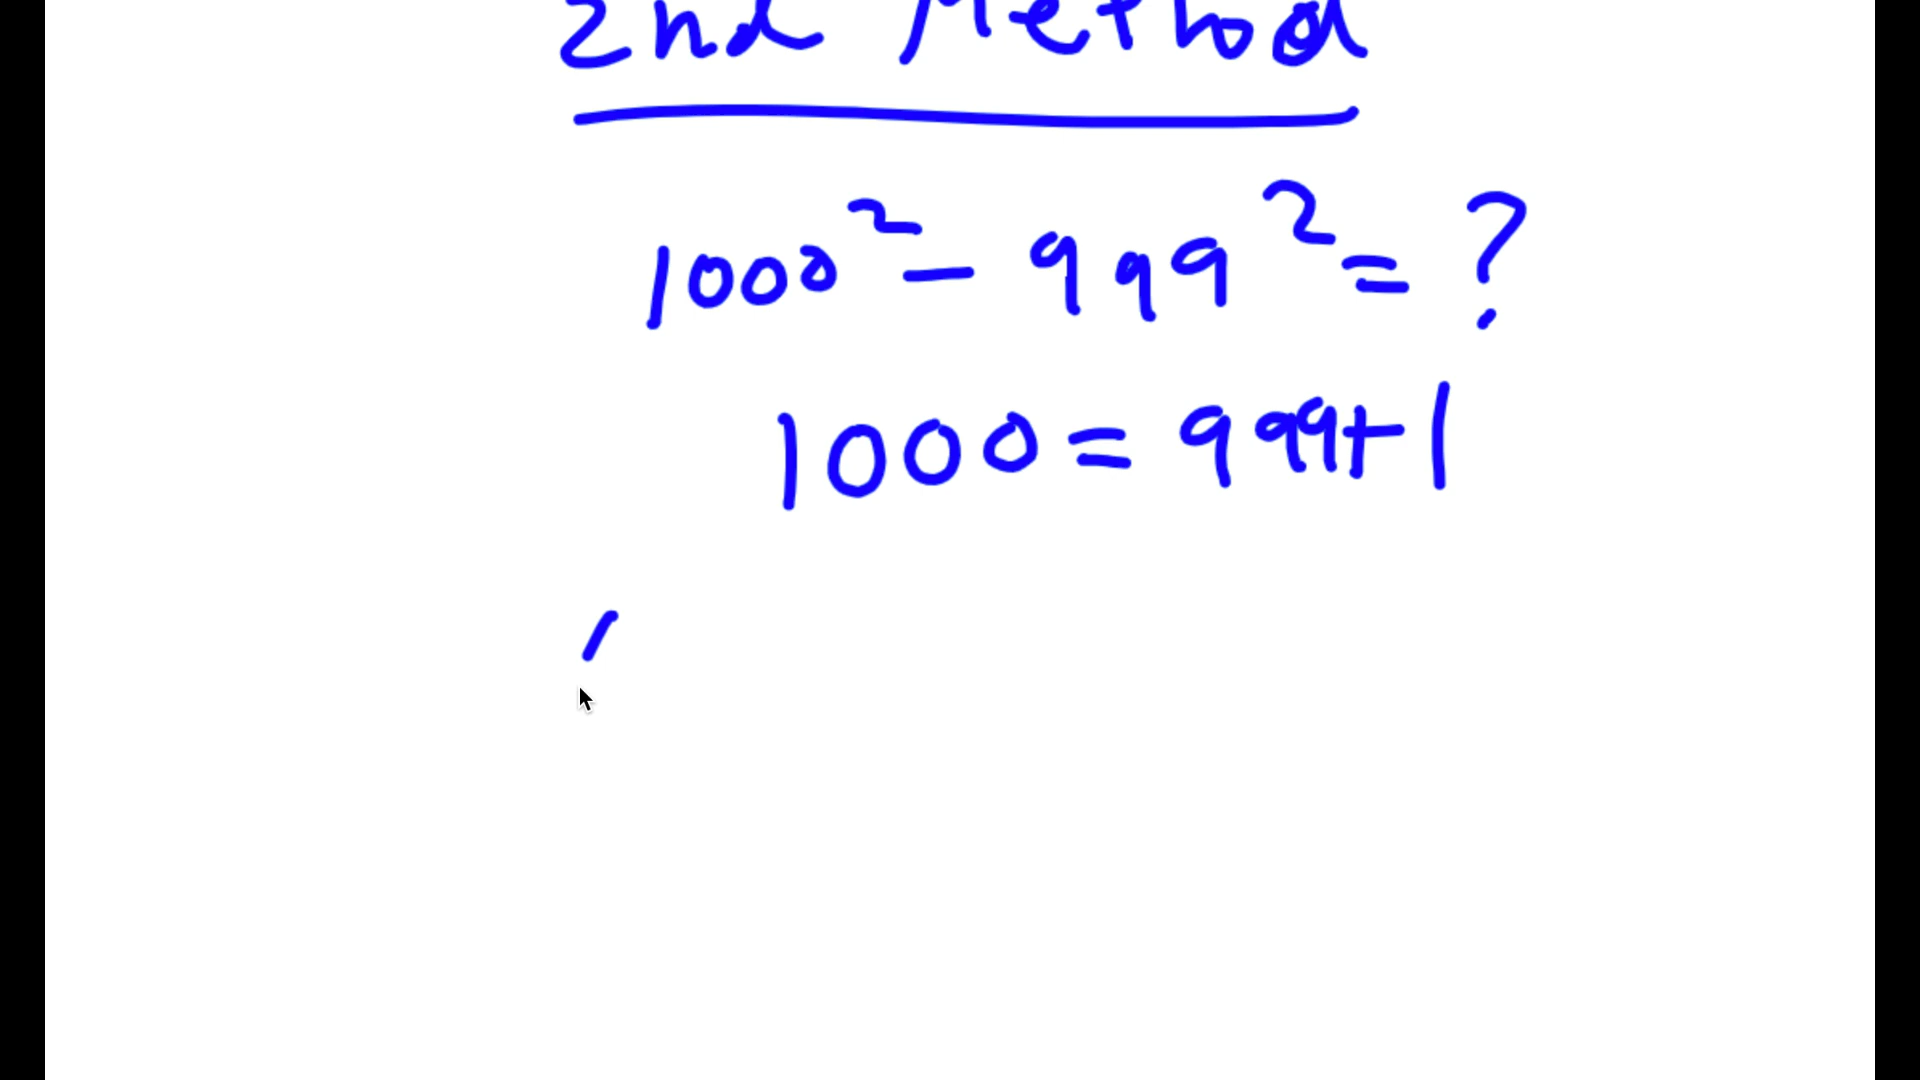 2nd Method
1000² - 999² = ?
1000 = 999+1